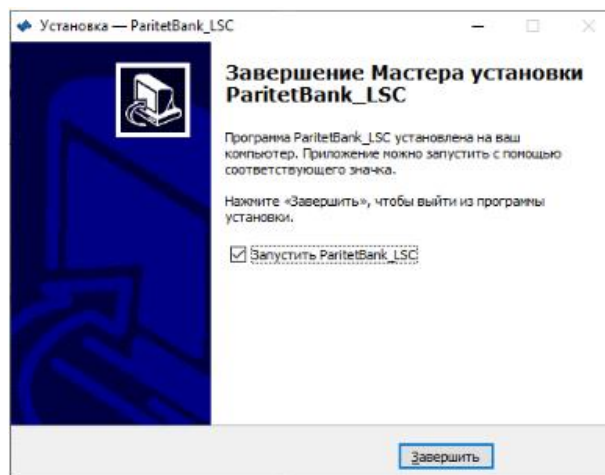 Установка — ParitetBank_LSC
Завершение Мастера установки
ParitetBank_LSC
Программа ParitetBank_LSC установлена на ваш
компьютер. Приложение можно запустить с помощью
соответствующего значка.
Нажмите «Завершить», чтобы выйти из программы
установки.
Запустить ParitetBank_LSC
Завершить